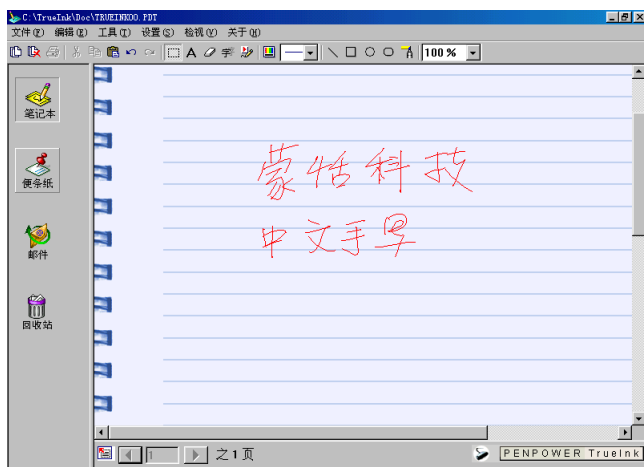 C:\TrueInk\Doc\TRUEINK00.PDT
文件(F) 编辑(E) 工具(T) 设置(S) 检视(V) 关于(H)
A 字 100 %
笔记本
便条纸
邮件
回收站
蒙恬科技
中文手写
1 之 1 页
PENPOWER TrueInk